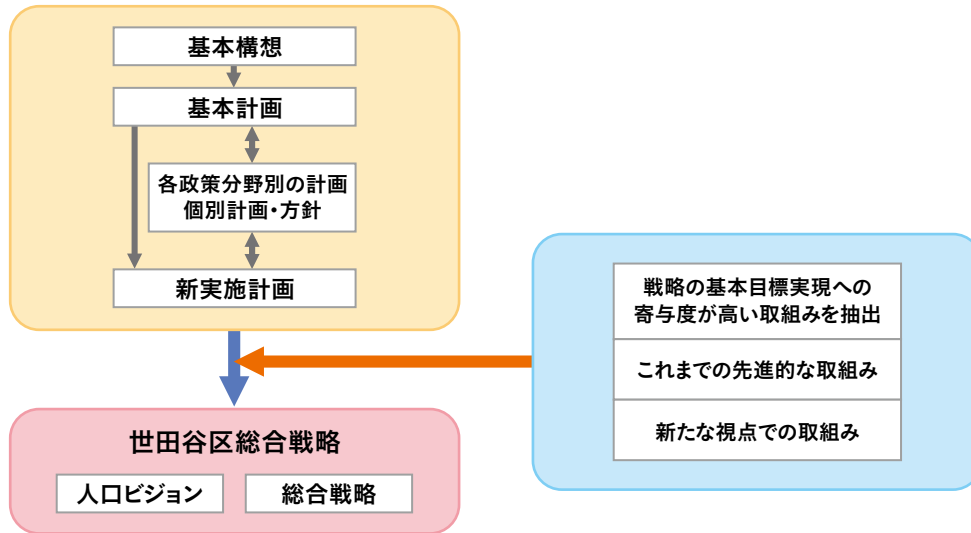 基本構想
基本計画
各政策分野別の計画
個別計画・方針
新実施計画
戦略の基本目標実現への
寄与度が高い取組みを抽出
これまでの先進的な取組み
新たな視点での取組み
世田谷区総合戦略
人口ビジョン
総合戦略